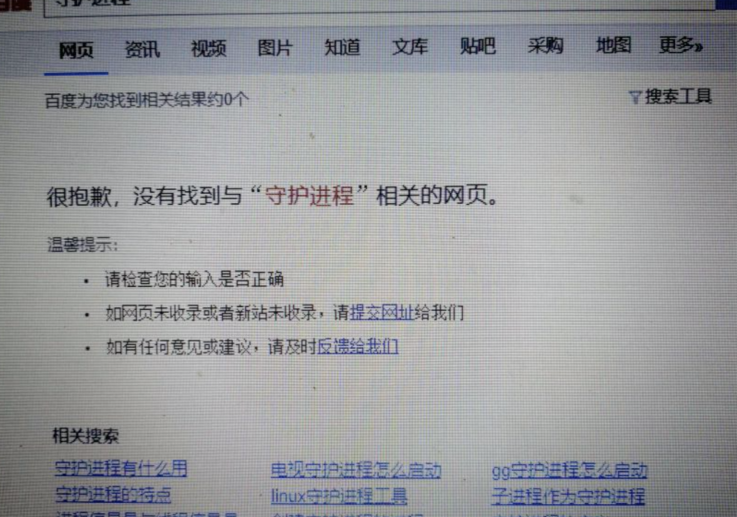 守护进程
网页 资讯 视频 图片 知道 文库 贴吧 采购 地图 更多»
百度为您找到相关结果约0个 搜索工具
很抱歉，没有找到与“守护进程”相关的网页。
温馨提示：
• 请检查您的输入是否正确
• 如网页未收录或者新站未收录，请提交网址给我们
• 如有任何意见或建议，请及时反馈给我们
相关搜索
守护进程有什么用 电视守护进程怎么启动 gg守护进程怎么启动
守护进程的特点 linux守护进程工具 子进程作为守护进程